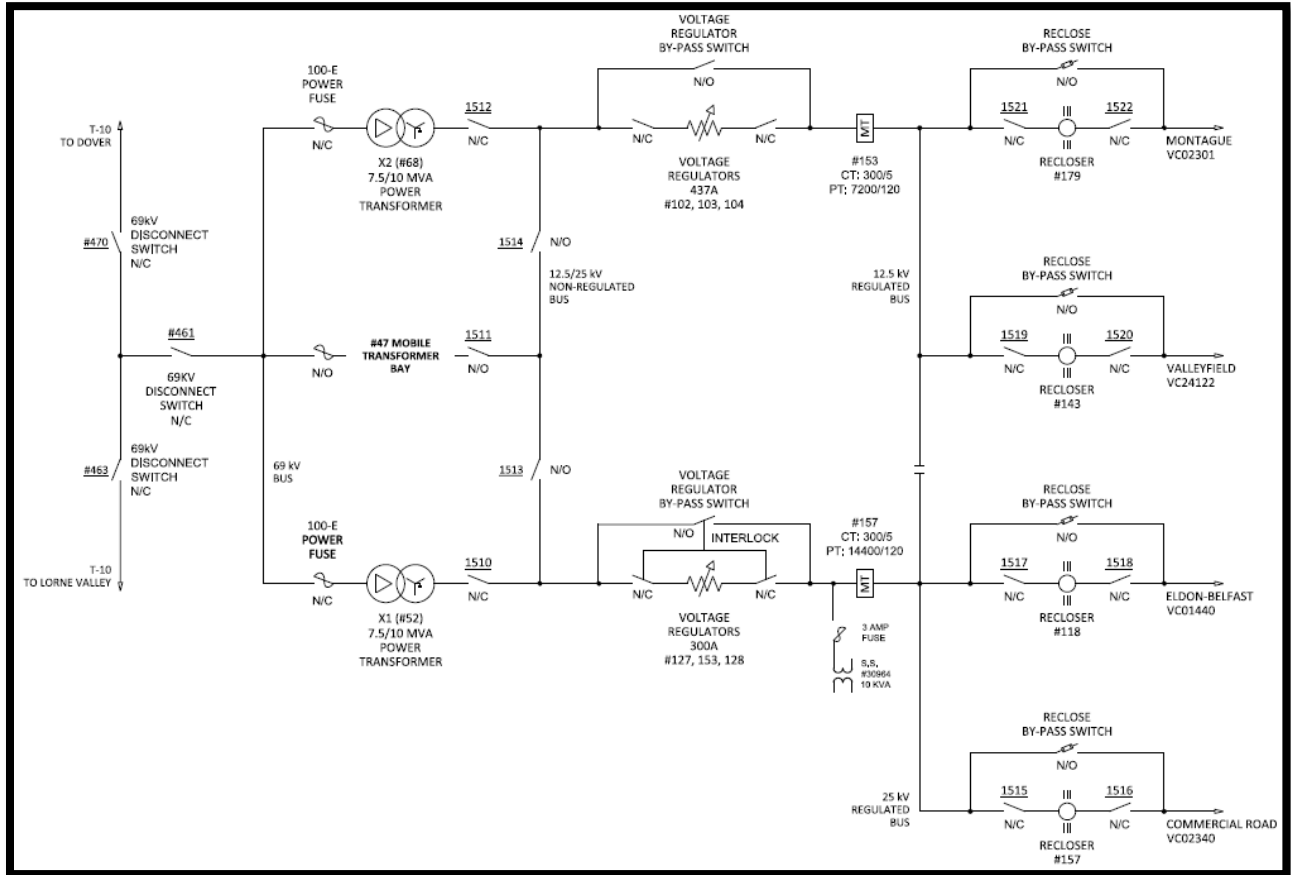 VOLTAGE
REGULATOR
BY-PASS SWITCH
N/O
RECLOSE
BY-PASS SWITCH
N/O
100-E
POWER
FUSE
N/C
1512
N/C
N/C
N/C
MT
1521
N/C
1522
N/C
T-10
TO DOVER
X2 (#68)
7.5/10 MVA
POWER
TRANSFORMER
VOLTAGE
REGULATORS
437A
#102, 103, 104
#153
CT: 300/5
PT; 7200/120
RECLOSER
#179
MONTAGUE
VC02301
#470
69kV
DISCONNECT
SWITCH
N/C
1514
N/O
12.5/25 kV
NON-REGULATED
BUS
12.5 kV
REGULATED
BUS
RECLOSE
BY-PASS SWITCH
N/O
#461
69KV
DISCONNECT
SWITCH
N/C
N/O
#47 MOBILE
TRANSFORMER
BAY
1511
N/O
1519
N/C
1520
N/C
RECLOSER
#143
VALLEYFIELD
VC24122
#463
69kV
DISCONNECT
SWITCH
N/C
69 kV
BUS
1513
N/O
VOLTAGE
REGULATOR
BY-PASS SWITCH
N/O
INTERLOCK
#157
CT: 300/5
PT; 14400/120
MT
RECLOSE
BY-PASS SWITCH
N/O
T-10
TO LORNE VALLEY
100-E
POWER
FUSE
N/C
X1 (#52)
7.5/10 MVA
POWER
TRANSFORMER
1510
N/C
N/C
N/C
VOLTAGE
REGULATORS
300A
#127, 153, 128
3 AMP
FUSE
S.S.
#30964
10 KVA
1517
N/C
1518
N/C
RECLOSER
#118
ELDON-BELFAST
VC01440
RECLOSE
BY-PASS SWITCH
N/O
25 kV
REGULATED
BUS
1515
N/C
1516
N/C
RECLOSER
#157
COMMERCIAL ROAD
VC02340